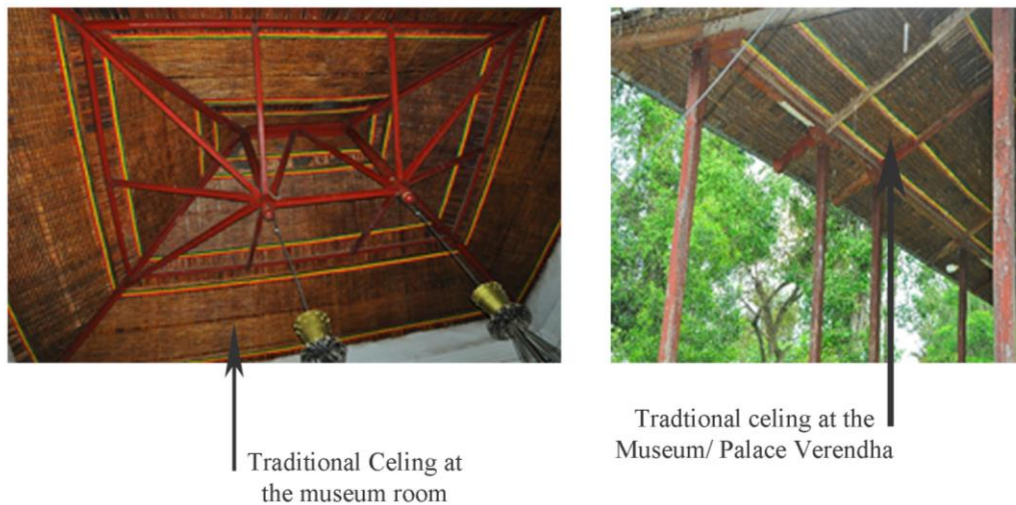 Traditional Celing at
the museum room
Tradtional celing at the
Museum/ Palace Verendha